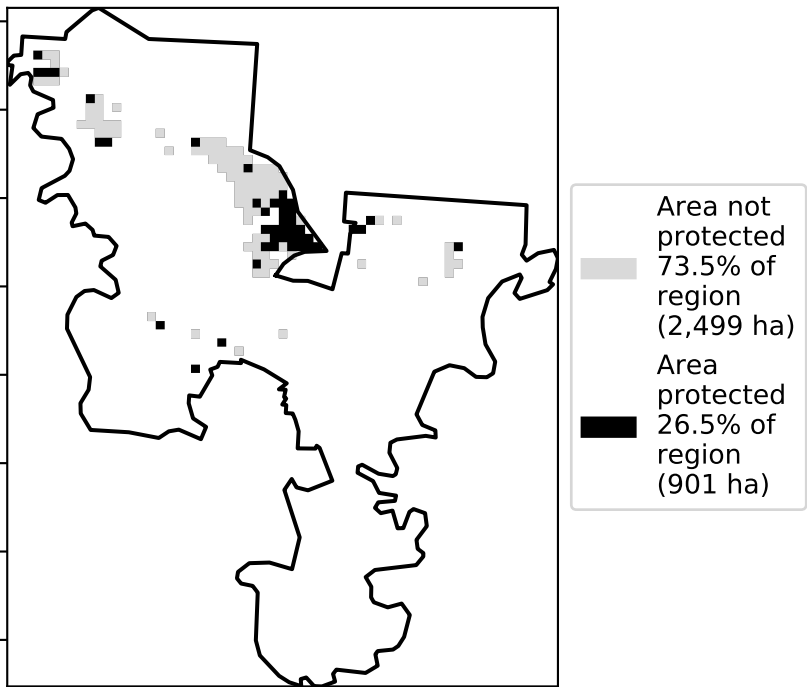 Area not
protected
73.5% of
region
(2,499 ha)
Area
protected
26.5% of
region
(901 ha)